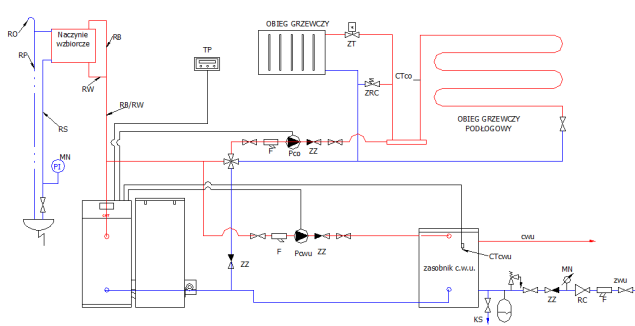 RO
Naczynie
wzbiorcze
RB
RP
RW
RB/RW
RS
MN
PI
TP
OBIEG GRZEWCZY
ZT
CTco
ZRC
OBIEG GRZEWCZY
PODŁOGOWY
F
Pco
ZZ
F
Pcwu
ZZ
ZZ
cwu
CTcwu
zasobnik c.w.u.
MN
zwu
KS
ZZ
RC
F